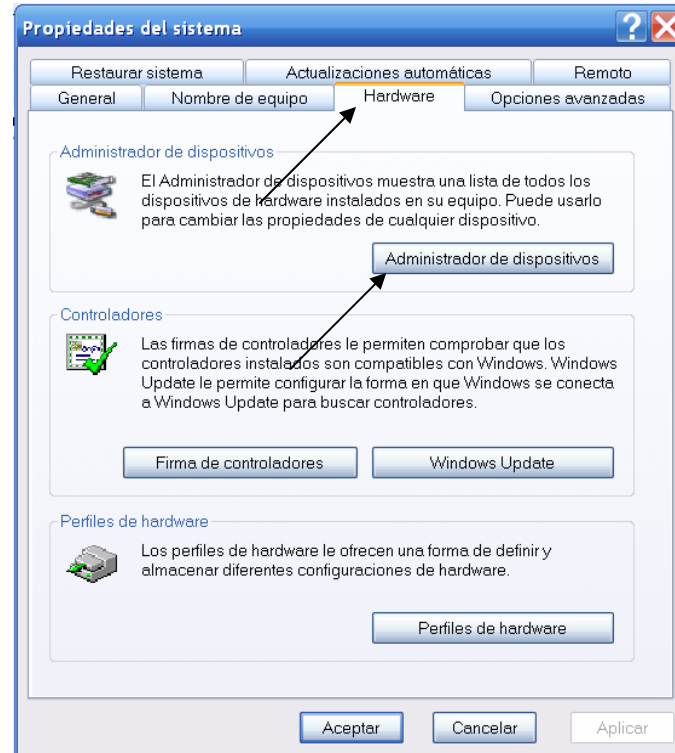 Propiedades del sistema
Restaurar sistema Actualizaciones automáticas Remoto
General Nombre de equipo Hardware Opciones avanzadas
Administrador de dispositivos
El Administrador de dispositivos muestra una lista de todos los
dispositivos de hardware instalados en su equipo. Puede usarlo
para cambiar las propiedades de cualquier dispositivo.
Administrador de dispositivos
Controladores
Las firmas de controladores le permiten comprobar que los
controladores instalados son compatibles con Windows. Windows
Update le permite configurar la forma en que Windows se conecta
a Windows Update para buscar controladores.
Firma de controladores Windows Update
Perfiles de hardware
Los perfiles de hardware le ofrecen una forma de definir y
almacenar diferentes configuraciones de hardware.
Perfiles de hardware
Aceptar Cancelar Aplicar